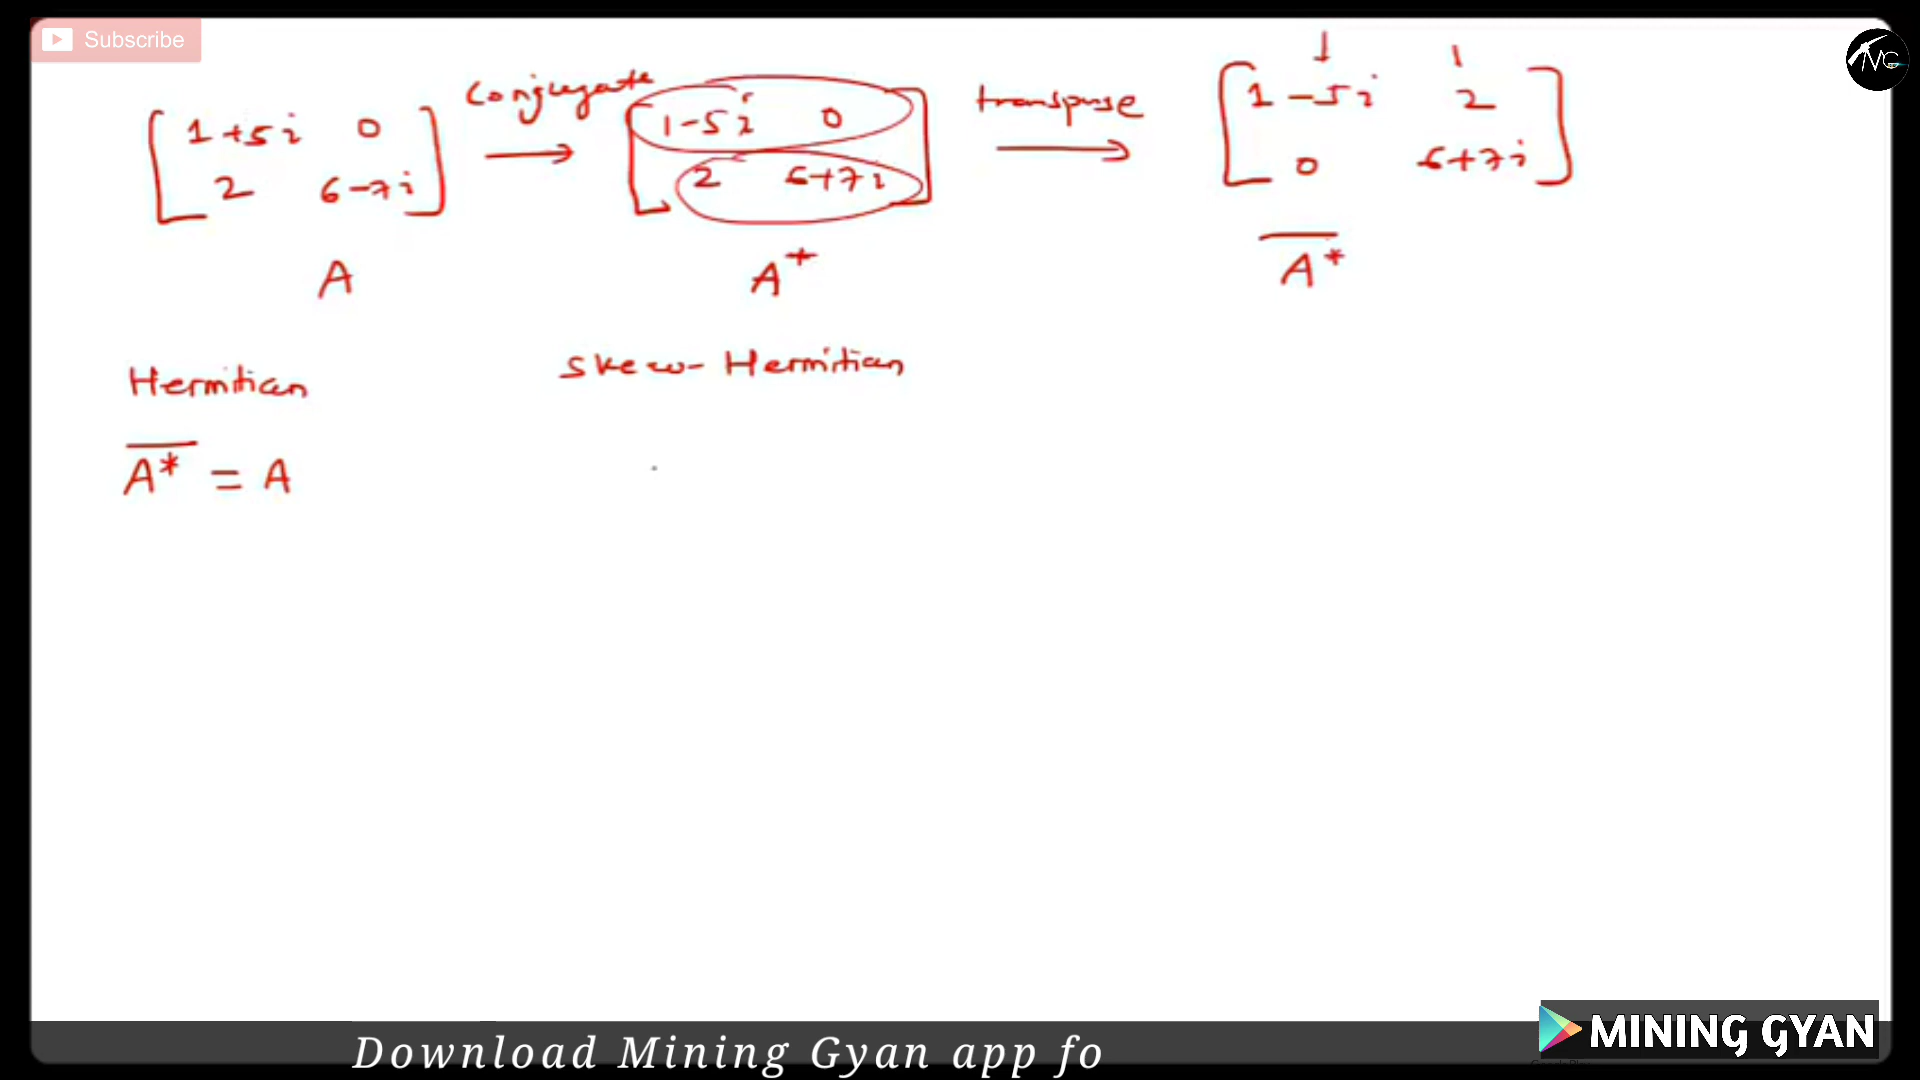 Subscribe
NG
[1+5i 0
2 6-7i]
conjugate
→
[1-5i 0
2 6+7i]
transpose
→
[1-5i 2
0 6+7i]
A
A*
A̅*̅
Hermitian
A̅*̅ = A
Skew-Hermitian
Download Mining Gyan app fo
MINING GYAN